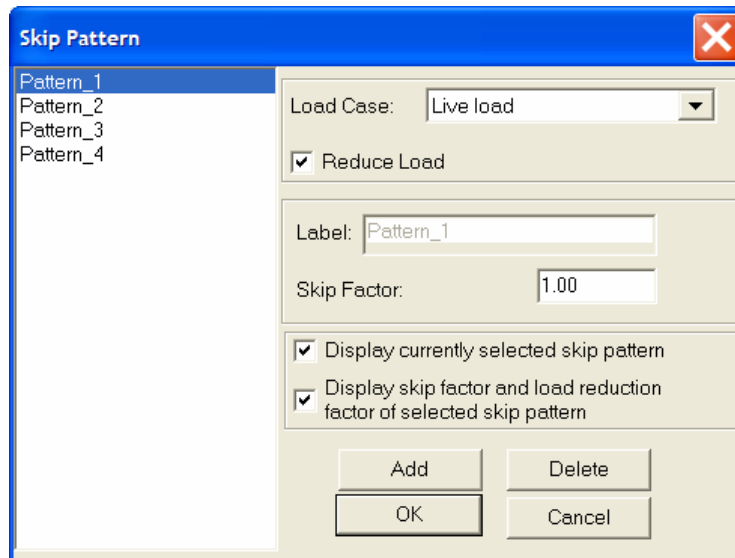 Skip Pattern
Pattern_1
Pattern_2
Pattern_3
Pattern_4
Load Case: Live load
Reduce Load
Label: Pattern_1
Skip Factor: 1.00
Display currently selected skip pattern
Display skip factor and load reduction
factor of selected skip pattern
Add Delete
OK Cancel